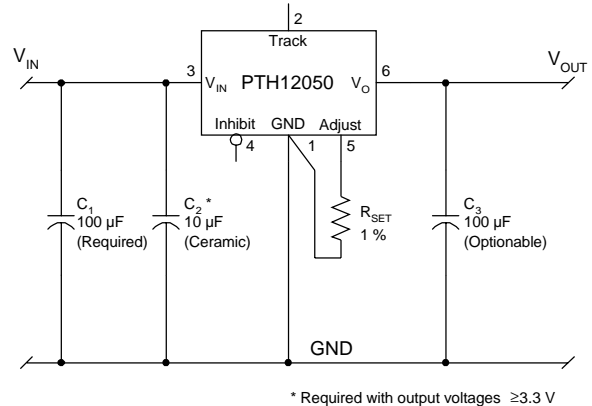 2
Track
V_IN
3
V_IN
PTH12050
V_O
6
V_OUT
Inhibit
GND
Adjust
4
1
5
C_1
100 µF
(Required)
C_2 *
10 µF
(Ceramic)
R_SET
1 %
C_3
100 µF
(Optionable)
GND
* Required with output voltages ≥3.3 V